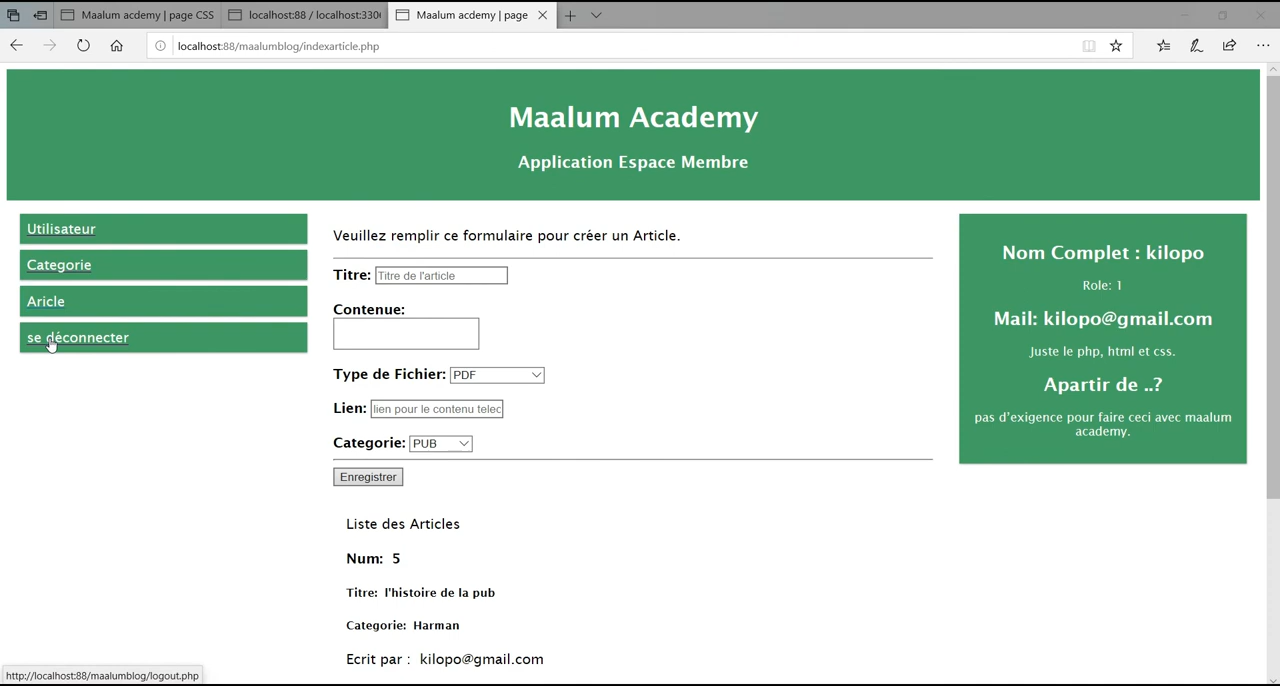 Maalum acdemy | page CSS
localhost:88 / localhost:330
Maalum acdemy | page
localhost:88/maalumblog/indexarticle.php
Maalum Academy
Application Espace Membre
Utilisateur
Categorie
Aricle
se déconnecter
Veuillez remplir ce formulaire pour créer un Article.
Titre: Titre de l'article
Contenue:
Type de Fichier: PDF
Lien: lien pour le contenu telec
Categorie: PUB
Enregistrer
Liste des Articles
Num: 5
Titre: l'histoire de la pub
Categorie: Harman
Ecrit par : kilopo@gmail.com
Nom Complet : kilopo
Role: 1
Mail: kilopo@gmail.com
Juste le php, html et css.
Apartir de ..?
pas d'exigence pour faire ceci avec maalum
academy.
http://localhost:88/maalumblog/logout.php